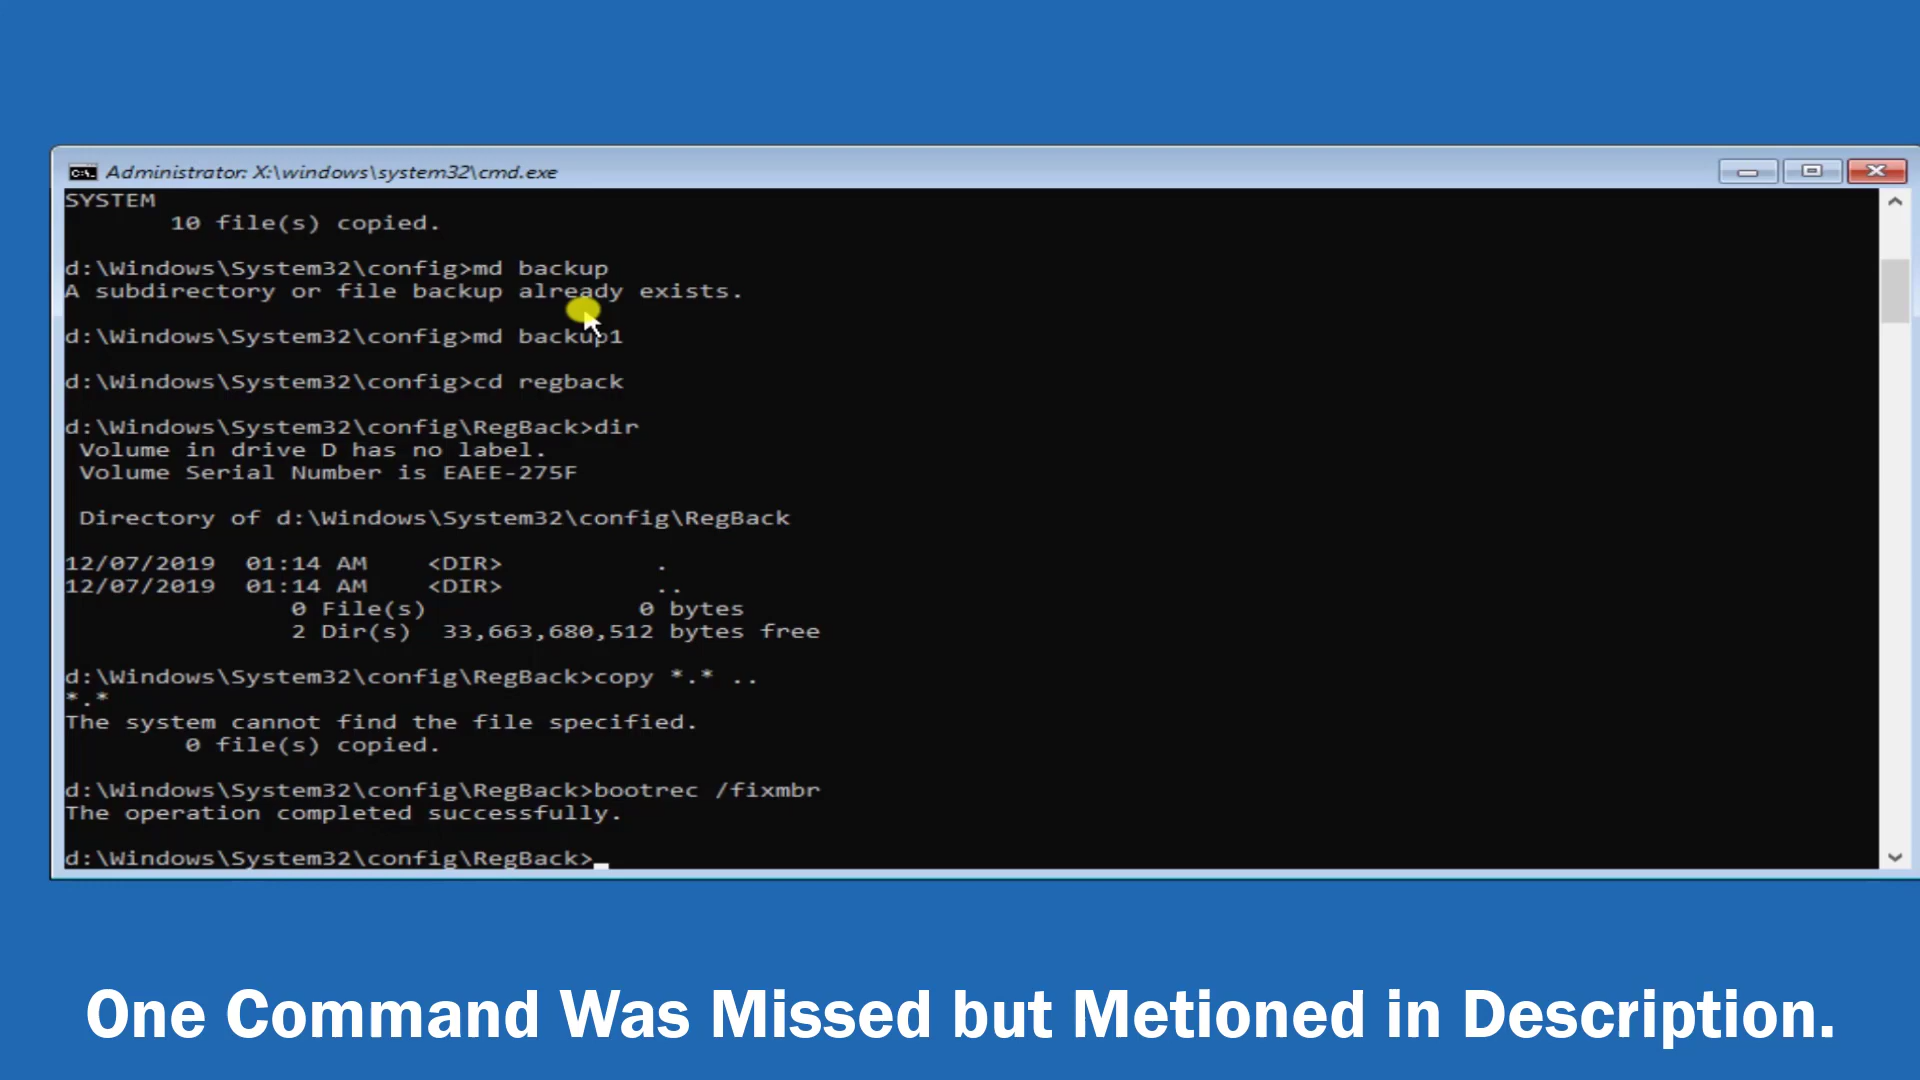 Administrator: X:\windows\system32\cmd.exe
SYSTEM
10 file(s) copied.
d:\Windows\System32\config>md backup
A subdirectory or file backup already exists.
d:\Windows\System32\config>md backup1
d:\Windows\System32\config>cd regback
d:\Windows\System32\config\RegBack>dir
Volume in drive D has no label.
Volume Serial Number is EAEE-275F
Directory of d:\Windows\System32\config\RegBack
12/07/2019 01:14 AM <DIR> .
12/07/2019 01:14 AM <DIR> ..
0 File(s) 0 bytes
2 Dir(s) 33,663,680,512 bytes free
d:\Windows\System32\config\RegBack>copy *.* ..
*.*
The system cannot find the file specified.
0 file(s) copied.
d:\Windows\System32\config\RegBack>bootrec /fixmbr
The operation completed successfully.
d:\Windows\System32\config\RegBack>_
One Command Was Missed but Metioned in Description.